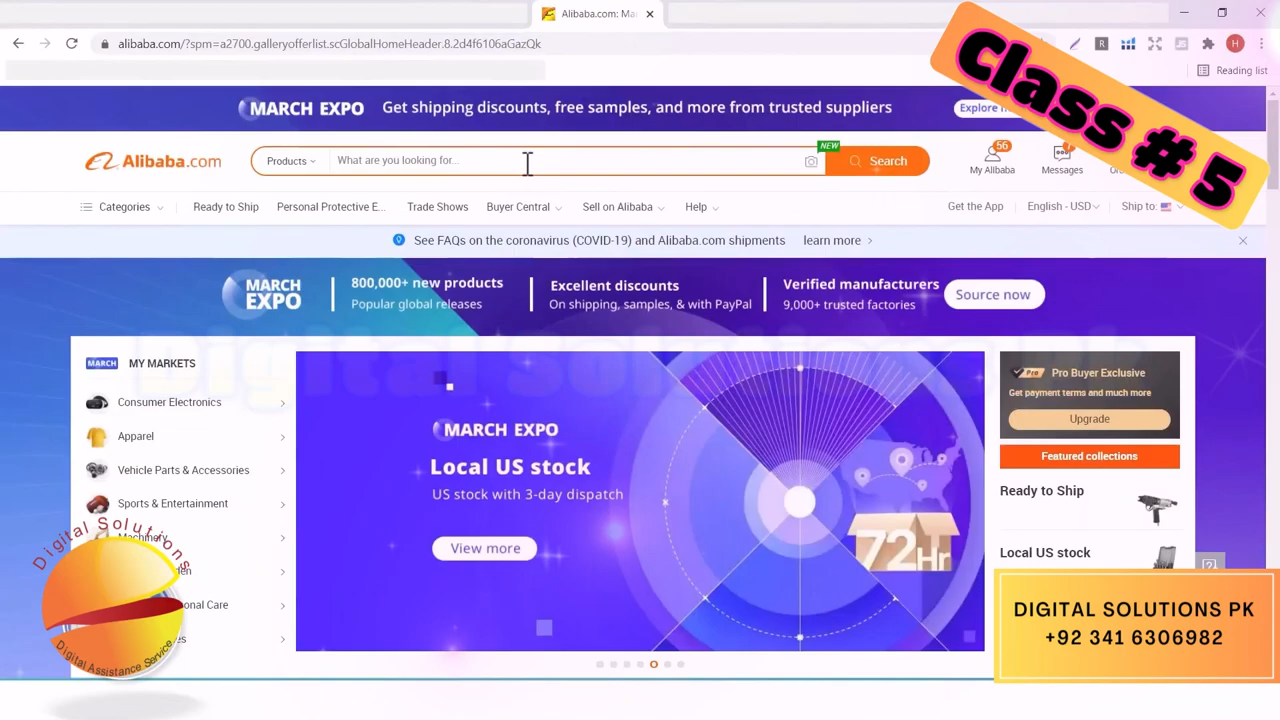 Alibaba.com: Ma
alibaba.com/?spm=a2700.galleryofferlist.scGlobalHomeHeader.8.2d4f6106aGazQk
R
JS
H
Reading list
Class # 5
MARCH EXPO Get shipping discounts, free samples, and more from trusted suppliers
Alibaba.com Products What are you looking for... NEW Search
56
My Alibaba Messages
Categories Ready to Ship Personal Protective E... Trade Shows Buyer Central Sell on Alibaba Help Get the App English - USD Ship to:
See FAQs on the coronavirus (COVID-19) and Alibaba.com shipments learn more
MARCH EXPO
800,000+ new products
Popular global releases
Excellent discounts
On shipping, samples, & with PayPal
Verified manufacturers
9,000+ trusted factories
Source now
Digital Solutions Pk
MARCH MY MARKETS
Consumer Electronics
Apparel
Vehicle Parts & Accessories
Sports & Entertainment
Machinery
MARCH EXPO
Local US stock
US stock with 3-day dispatch
View more
72Hr
Pro Pro Buyer Exclusive
Get payment terms and much more
Upgrade
Featured collections
Ready to Ship
Local US stock
Digital Solutions
Digital Assistance Service
DIGITAL SOLUTIONS PK
+92 341 6306982